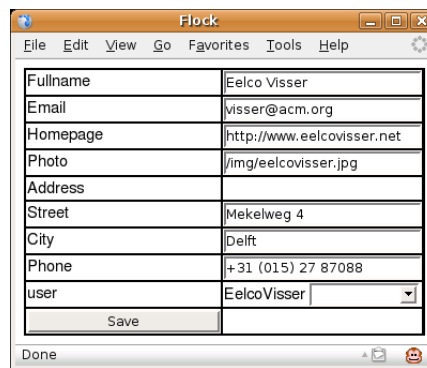 Flock
File Edit View Go Favorites Tools Help
Fullname Eelco Visser
Email visser@acm.org
Homepage http://www.eelcovisser.net
Photo /img/eelcovisser.jpg
Address
Street Mekelweg 4
City Delft
Phone +31 (015) 27 87088
user EelcoVisser
Save
Done